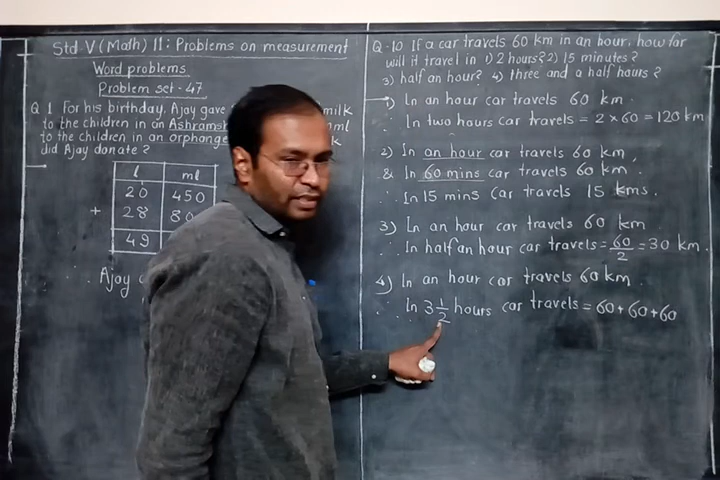 Std V (Math) 11: Problems on measurement
Word problems
Problem set - 47
Q 1 For his birthday, Ajay gave milk
to the children in an Ashramsh ml
to the children in an orphanage k
did Ajay donate ?
l ml
20 450
+ 28 80
49
∴ Ajay
Q-10 If a car travels 60 km in an hour, how far
will it travel in 1) 2 hours? 2) 15 minutes?
3) half an hour? 4) three and a half hours?
→ 1) In an hour car travels 60 km.
∴ In two hours car travels = 2 × 60 = 120 km
2) In an hour car travels 60 km,
& In 60 mins car travels 60 km.
∴ In 15 mins car travels 15 kms.
3) In an hour car travels 60 km
∴ In half an hour car travels = 60/2 = 30 km.
4) In an hour car travels 60 km.
∴ In 3 1/2 hours car travels = 60 + 60 + 60